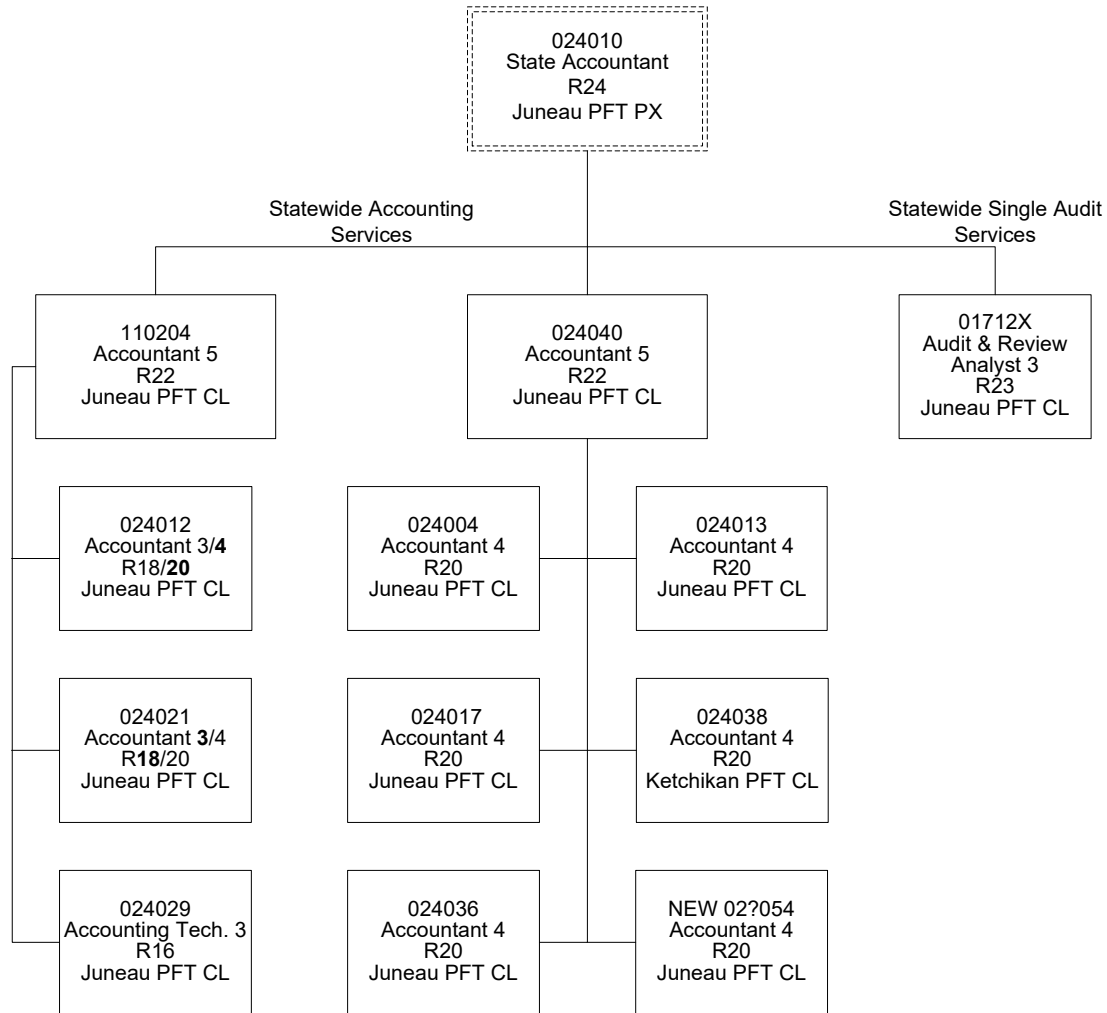 024010
State Accountant
R24
Juneau PFT PX
Statewide Accounting
Services
Statewide Single Audit
Services
110204
Accountant 5
R22
Juneau PFT CL
024040
Accountant 5
R22
Juneau PFT CL
01712X
Audit & Review
Analyst 3
R23
Juneau PFT CL
024012
Accountant 3/4
R18/20
Juneau PFT CL
024004
Accountant 4
R20
Juneau PFT CL
024013
Accountant 4
R20
Juneau PFT CL
024021
Accountant 3/4
R18/20
Juneau PFT CL
024017
Accountant 4
R20
Juneau PFT CL
024038
Accountant 4
R20
Ketchikan PFT CL
024029
Accounting Tech. 3
R16
Juneau PFT CL
024036
Accountant 4
R20
Juneau PFT CL
NEW 02?054
Accountant 4
R20
Juneau PFT CL